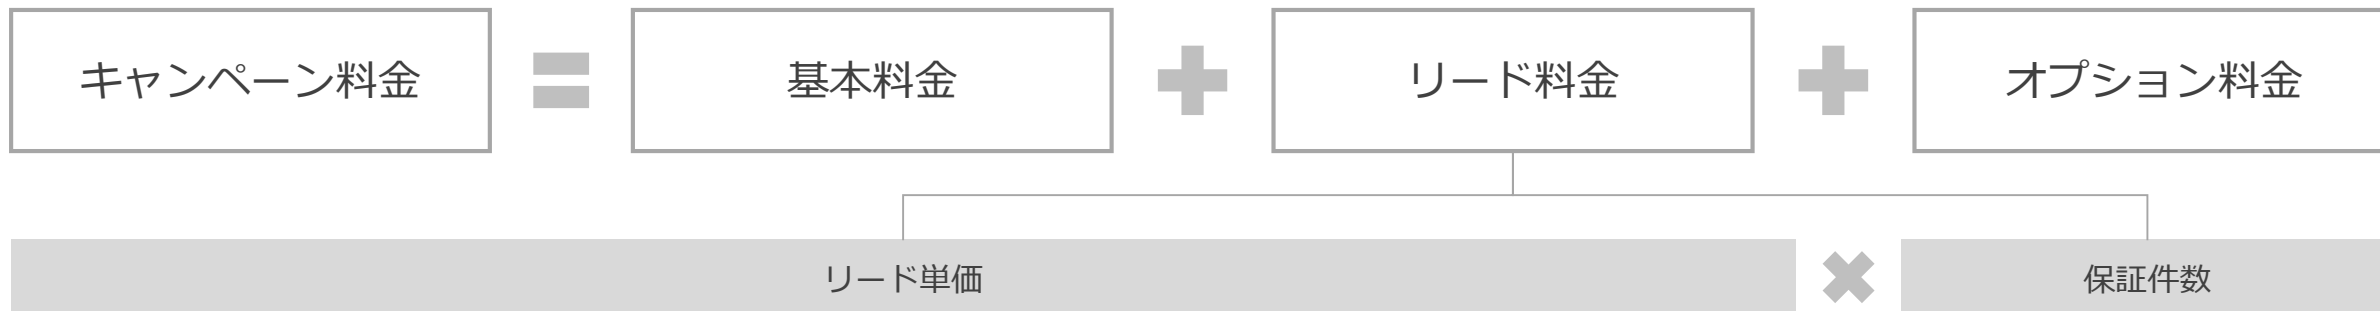 キャンペーン料金 = 基本料金 + リード料金 + オプション料金
リード単価 × 保証件数